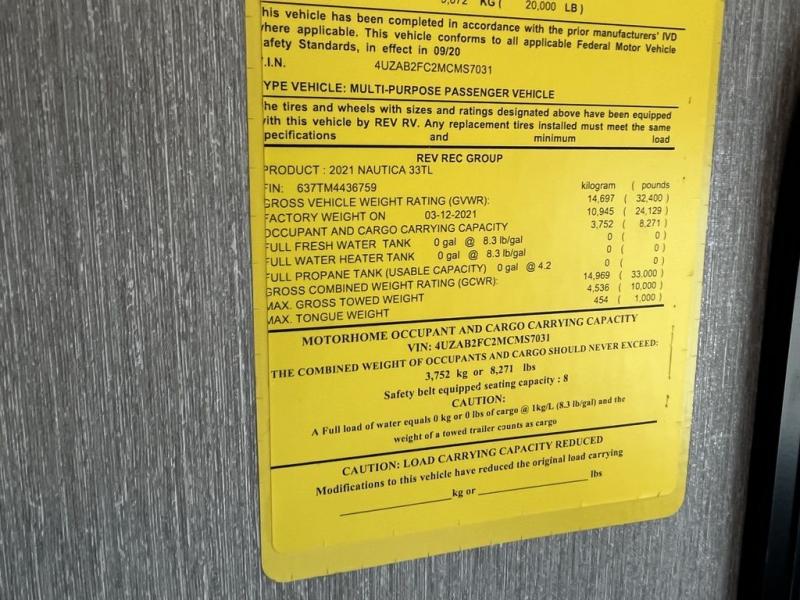 KG ( 20,000 LB )
his vehicle has been completed in accordance with the prior manufacturers' IVD
here applicable. This vehicle conforms to all applicable Federal Motor Vehicle
afety Standards, in effect in 09/20
.I.N. 4UZAB2FC2MCMS7031
YPE VEHICLE: MULTI-PURPOSE PASSENGER VEHICLE
he tires and wheels with sizes and ratings designated above have been equipped
ith this vehicle by REV RV. Any replacement tires installed must meet the same
pecifications and minimum load
REV REC GROUP
PRODUCT : 2021 NAUTICA 33TL
FIN: 637TM4436759 kilogram ( pounds
GROSS VEHICLE WEIGHT RATING (GVWR): 14,697 ( 32,400 )
FACTORY WEIGHT ON 03-12-2021 10,945 ( 24,129 )
OCCUPANT AND CARGO CARRYING CAPACITY 3,752 ( 8,271 )
FULL FRESH WATER TANK 0 gal @ 8.3 lb/gal 0 ( 0 )
FULL WATER HEATER TANK 0 gal @ 8.3 lb/gal 0 ( 0 )
FULL PROPANE TANK (USABLE CAPACITY) 0 gal @ 4.2 0 ( 0 )
GROSS COMBINED WEIGHT RATING (GCWR): 14,969 ( 33,000 )
MAX. GROSS TOWED WEIGHT 4,536 ( 10,000 )
MAX. TONGUE WEIGHT 454 ( 1,000 )
MOTORHOME OCCUPANT AND CARGO CARRYING CAPACITY
VIN: 4UZAB2FC2MCMS7031
THE COMBINED WEIGHT OF OCCUPANTS AND CARGO SHOULD NEVER EXCEED:
3,752 kg or 8,271 lbs
Safety belt equipped seating capacity : 8
CAUTION:
A Full load of water equals 0 kg or 0 lbs of cargo @ 1kg/L (8.3 lb/gal) and the
weight of a towed trailer counts as cargo
CAUTION: LOAD CARRYING CAPACITY REDUCED
Modifications to this vehicle have reduced the original load carrying
kg or lbs